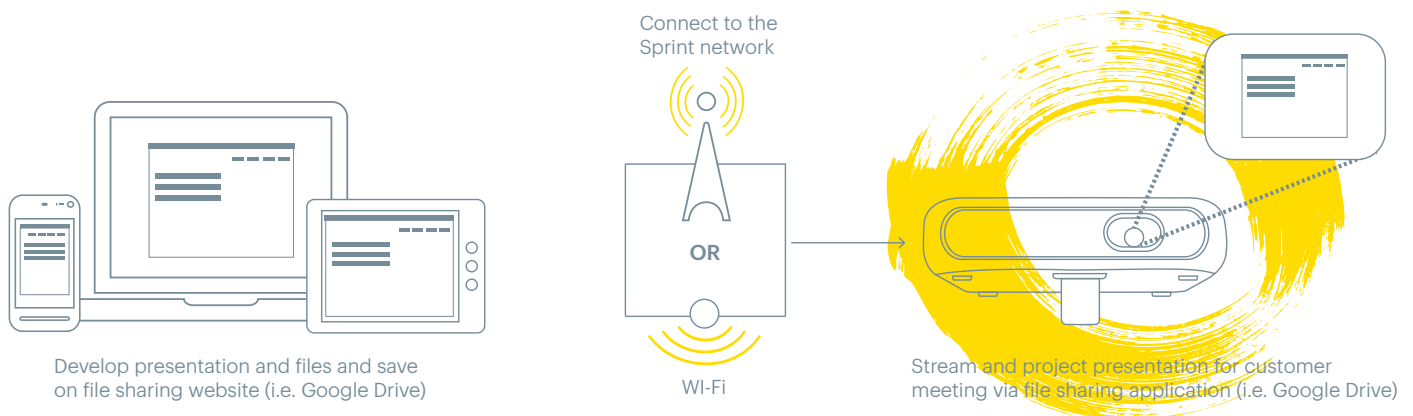 Connect to the
Sprint network
OR
WI-Fi
Develop presentation and files and save
on file sharing website (i.e. Google Drive)
Stream and project presentation for customer
meeting via file sharing application (i.e. Google Drive)